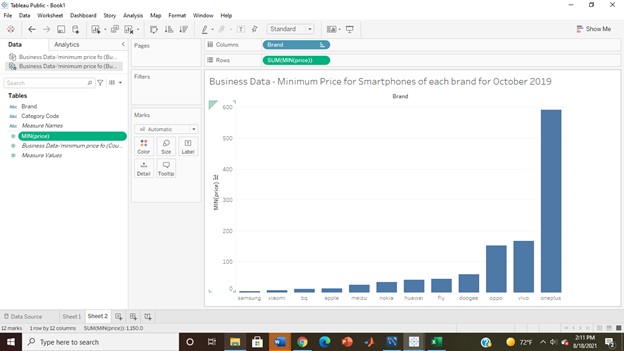 Tableau Public - Book1
File Data Worksheet Dashboard Story Analysis Map Format Window Help
Standard
Show Me
Data Analytics
Business Data-'minimum price fo (Bu...
Business Data-'minimum price fo (Bu...
Search
Tables
Abc Brand
Abc Category Code
Abc Measure Names
MIN(price)
Business Data-'minimum price fo (Cou...
Measure Values
Pages
Filters
Marks
Automatic
Color Size Label
Detail Tooltip
Columns Brand
Rows SUM(MIN(price))
Business Data - Minimum Price for Smartphones of each brand for October 2019
Brand
MIN(price)
600
500
400
300
200
100
0
samsung xiaomi bq apple meizu nokia huawei fly doogee oppo vivo oneplus
Data Source Sheet 1 Sheet 2
12 marks 1 row by 12 columns SUM(MIN(price)): 1,150.0
Type here to search
72°F
2:11 PM
8/18/2021